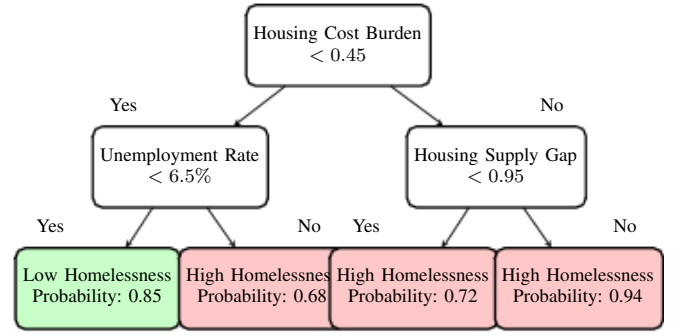 Housing Cost Burden
< 0.45
Yes
No
Unemployment Rate
< 6.5%
Housing Supply Gap
< 0.95
Yes
No
Yes
No
Low Homelessness
Probability: 0.85
High Homelessnes
Probability: 0.68
High Homelessness
Probability: 0.72
High Homelessness
Probability: 0.94